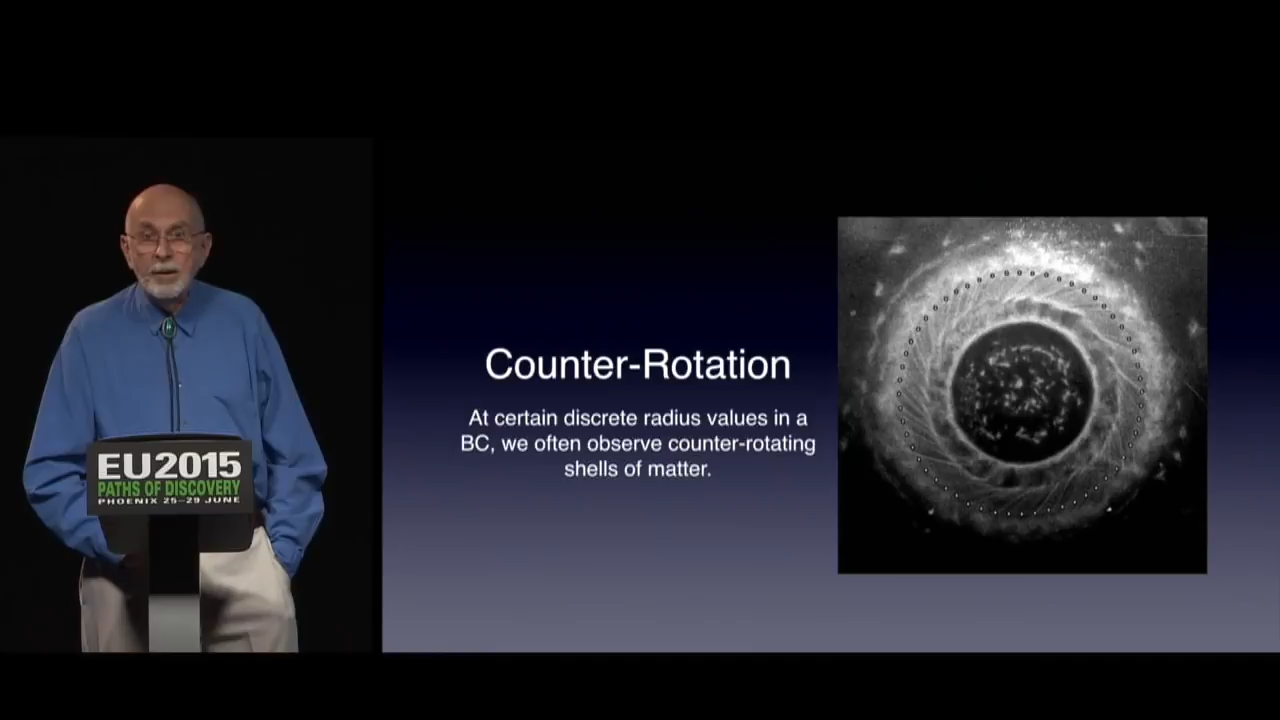 Counter-Rotation
At certain discrete radius values in a
BC, we often observe counter-rotating
shells of matter.
EU2015
PATHS OF DISCOVERY
PHOENIX 25–29 JUNE